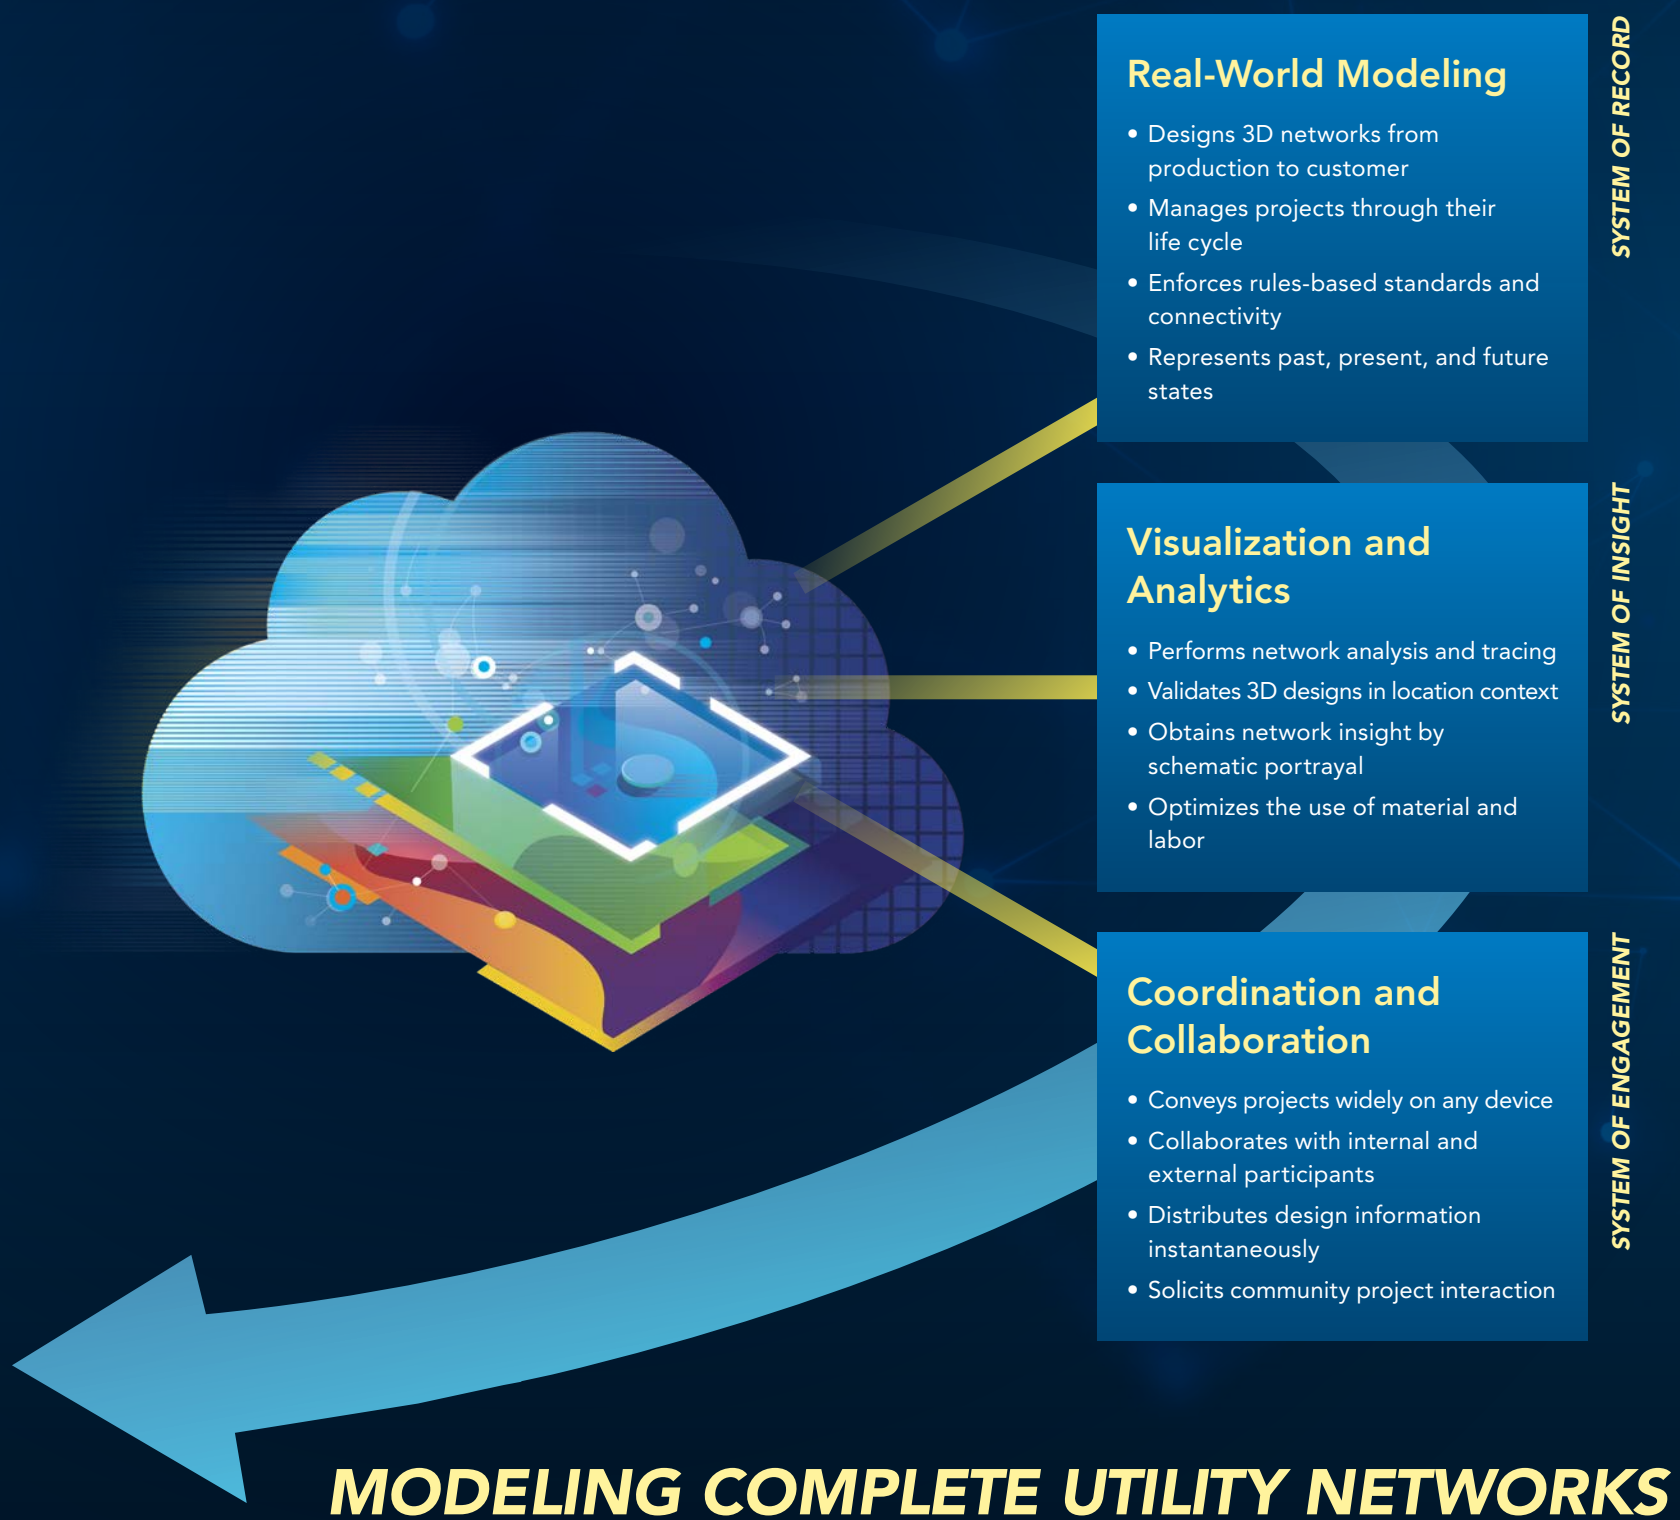 Real-World Modeling
• Designs 3D networks from
production to customer
• Manages projects through their
life cycle
• Enforces rules-based standards and
connectivity
• Represents past, present, and future
states
SYSTEM OF RECORD
Visualization and
Analytics
• Performs network analysis and tracing
• Validates 3D designs in location context
• Obtains network insight by
schematic portrayal
• Optimizes the use of material and
labor
SYSTEM OF INSIGHT
Coordination and
Collaboration
• Conveys projects widely on any device
• Collaborates with internal and
external participants
• Distributes design information
instantaneously
• Solicits community project interaction
SYSTEM OF ENGAGEMENT
MODELING COMPLETE UTILITY NETWORKS